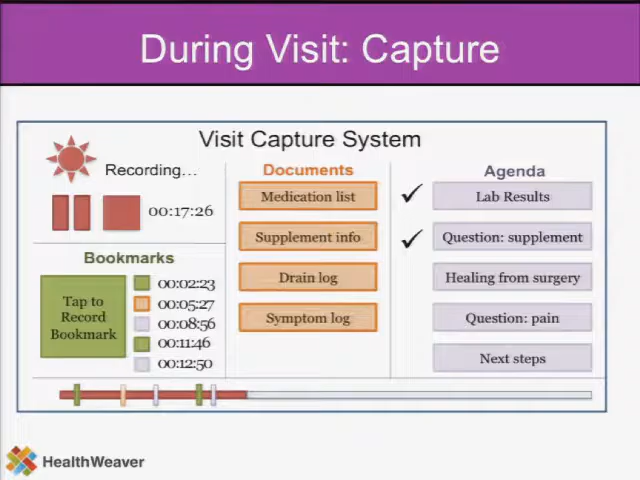 During Visit: Capture
Visit Capture System
Recording...
00:17:26
Bookmarks
Tap to
Record
Bookmark
00:02:23
00:05:27
00:08:56
00:11:46
00:12:50
Documents
Medication list
Supplement info
Drain log
Symptom log
Agenda
Lab Results
Question: supplement
Healing from surgery
Question: pain
Next steps
HealthWeaver